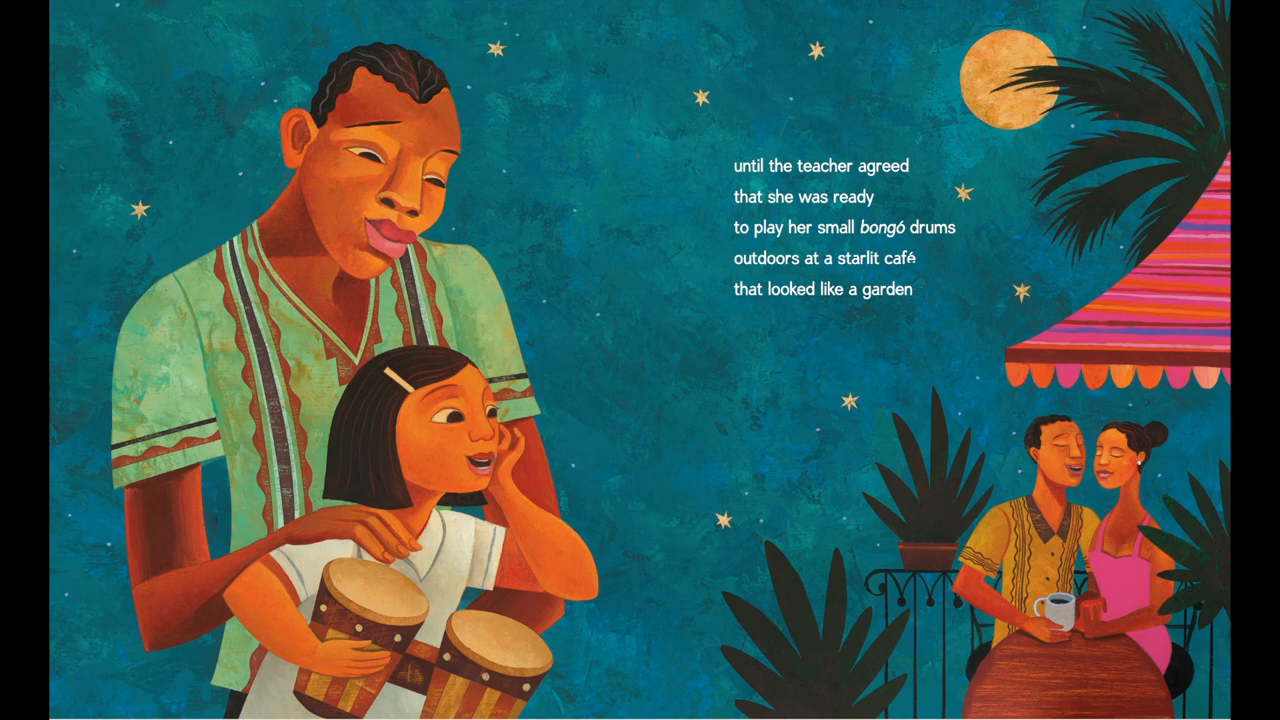 until the teacher agreed
that she was ready
to play her small bongó drums
outdoors at a starlit café
that looked like a garden